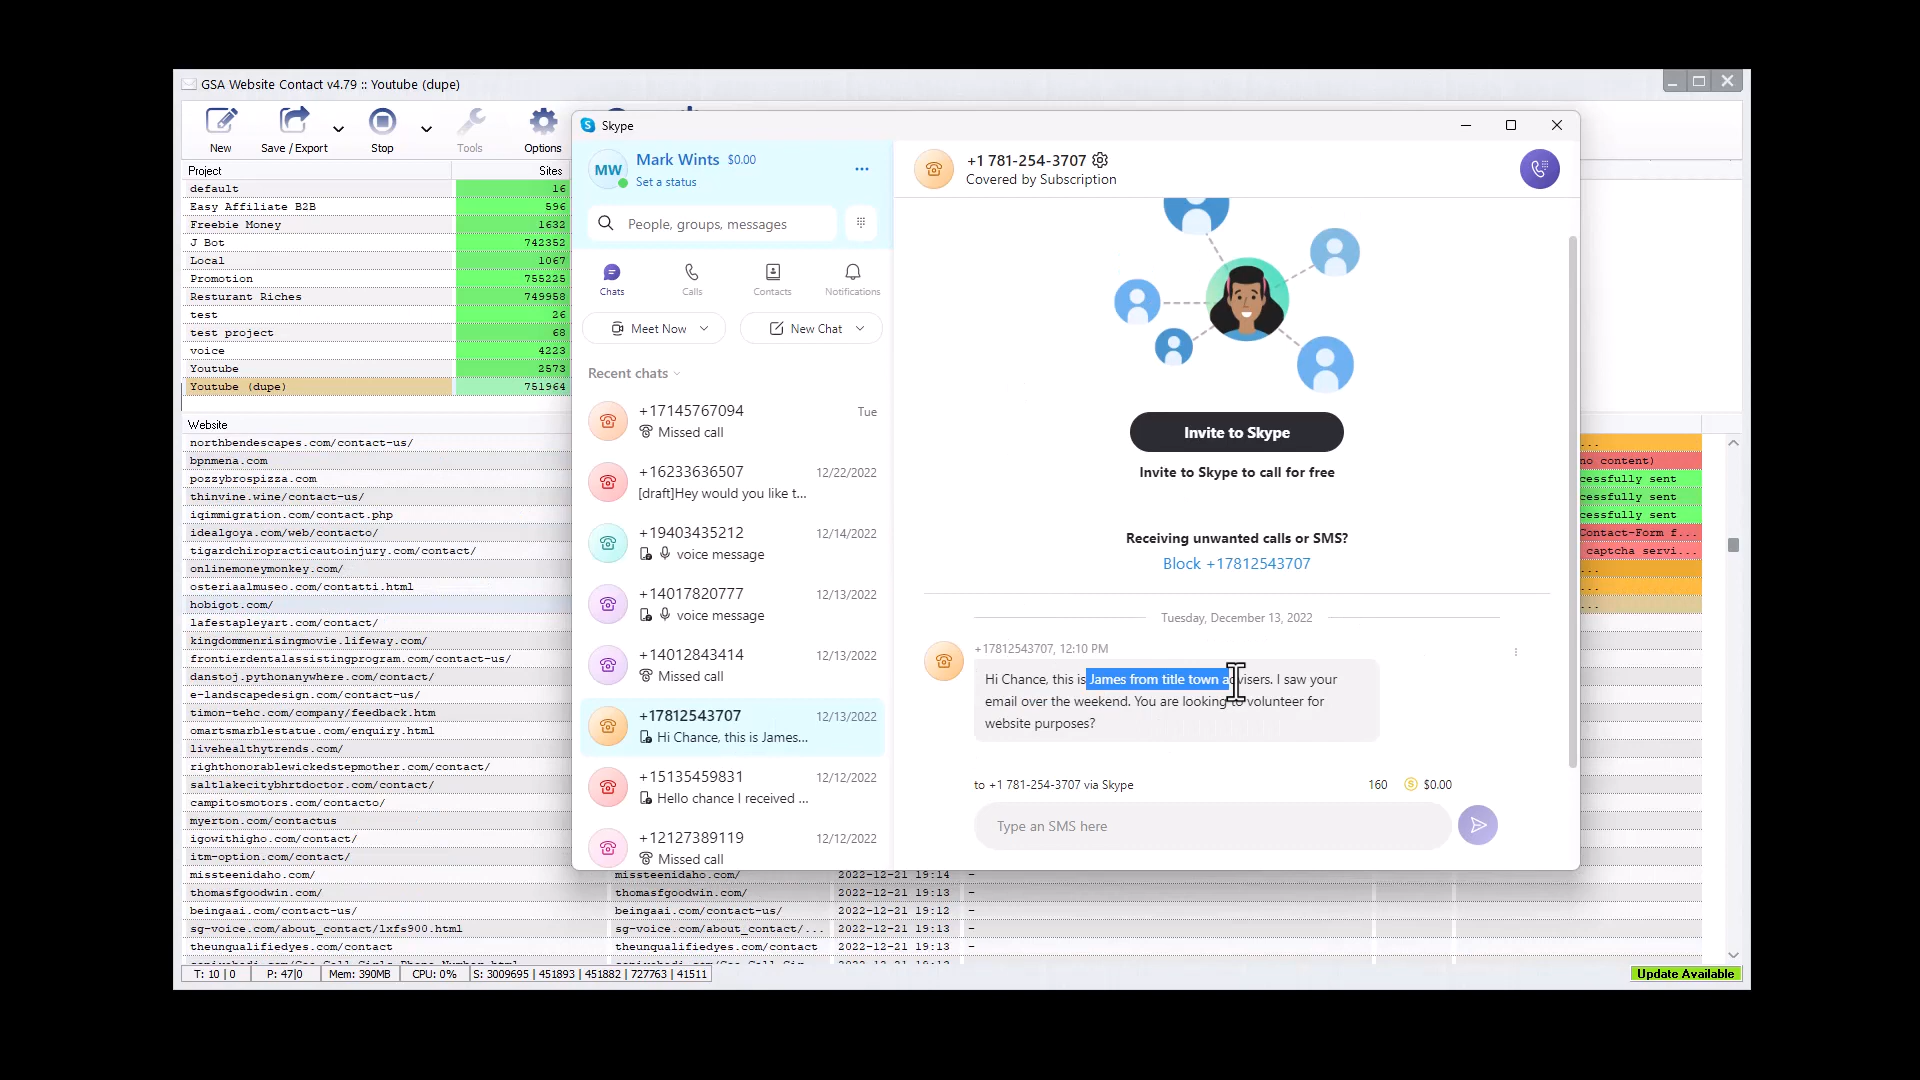 GSA Website Contact v4.79 :: Youtube (dupe)
New
Save / Export
Stop
Tools
Options
Project
Sites
default 16
Easy Affiliate B2B 596
Freebie Money 1632
J Bot 742352
Local 1067
Promotion 755225
Resturant Riches 749958
test 26
test project 68
voice 4223
Youtube 2573
Youtube (dupe) 751964
Website
northbendescapes.com/contact-us/
bpnmena.com
pozzybrospizza.com
thinvine.wine/contact-us/
iqimmigration.com/contact.php
idealgoya.com/web/contacto/
tigardchiropracticautoinjury.com/contact/
onlinemoneymonkey.com/
osteriaalmuseo.com/contatti.html
hobigot.com/
lafestapleyart.com/contact/
kingdommenrisingmovie.lifeway.com/
frontierdentalassistingprogram.com/contact-us/
danstoj.pythonanywhere.com/contact/
e-landscapedesign.com/contact-us/
timon-tehc.com/company/feedback.htm
omartsmarblestatue.com/enquiry.html
livehealthytrends.com/
righthonorablewickedstepmother.com/contact/
saltlakecitybhrtdoctor.com/contact/
campitosmotors.com/contacto/
myerton.com/contactus
igowithigho.com/contact/
itm-option.com/contact/
missteenidaho.com/ missteenidaho.com/ 2022-12-21 19:14 -
thomasfgoodwin.com/ thomasfgoodwin.com/ 2022-12-21 19:13 -
beingaai.com/contact-us/ beingaai.com/contact-us/ 2022-12-21 19:12 -
sg-voice.com/about_contact/lxfs900.html sg-voice.com/about_contact/... 2022-12-21 19:13 -
theunqualifiedyes.com/contact theunqualifiedyes.com/contact 2022-12-21 19:13 -
T: 10 | 0
P: 47|0
Mem: 390MB
CPU: 0%
S: 3009695 | 451893 | 451882 | 727763 | 41511
Update Available
...
no content)
cessfully sent
cessfully sent
cessfully sent
Contact-Form f...
captcha servi...
...
...
...
Skype
MW
Mark Wints $0.00
Set a status
People, groups, messages
Chats
Calls
Contacts
Notifications
Meet Now
New Chat
Recent chats
+17145767094 Tue
Missed call
+16233636507 12/22/2022
[draft]Hey would you like t...
+19403435212 12/14/2022
voice message
+14017820777 12/13/2022
voice message
+14012843414 12/13/2022
Missed call
+17812543707 12/13/2022
Hi Chance, this is James...
+15135459831 12/12/2022
Hello chance I received ...
+12127389119 12/12/2022
Missed call
+1 781-254-3707
Covered by Subscription
Invite to Skype
Invite to Skype to call for free
Receiving unwanted calls or SMS?
Block +17812543707
Tuesday, December 13, 2022
+17812543707, 12:10 PM
Hi Chance, this is James from title town advisers. I saw your
email over the weekend. You are looking to volunteer for
website purposes?
to +1 781-254-3707 via Skype
160
$0.00
Type an SMS here